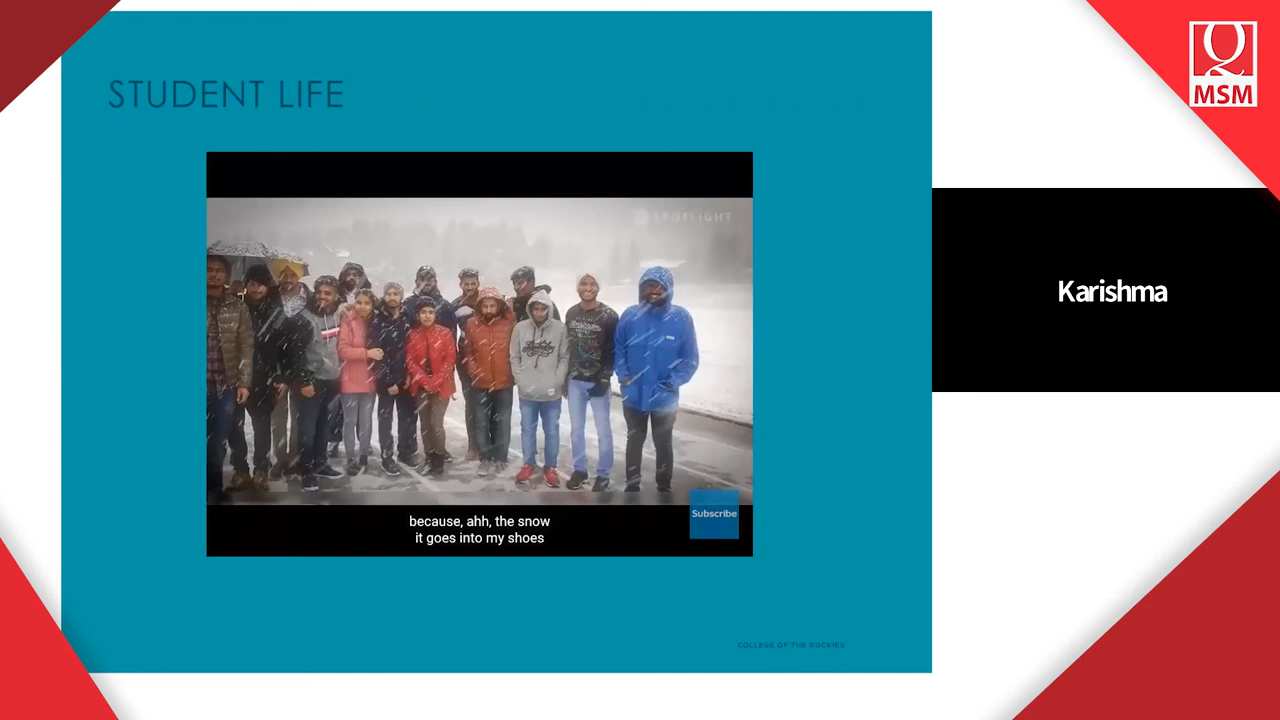 STUDENT LIFE
SPOTLIGHT
because, ahh, the snow
it goes into my shoes
Subscribe
COLLEGE OF THE ROCKIES
Karishma
MSM